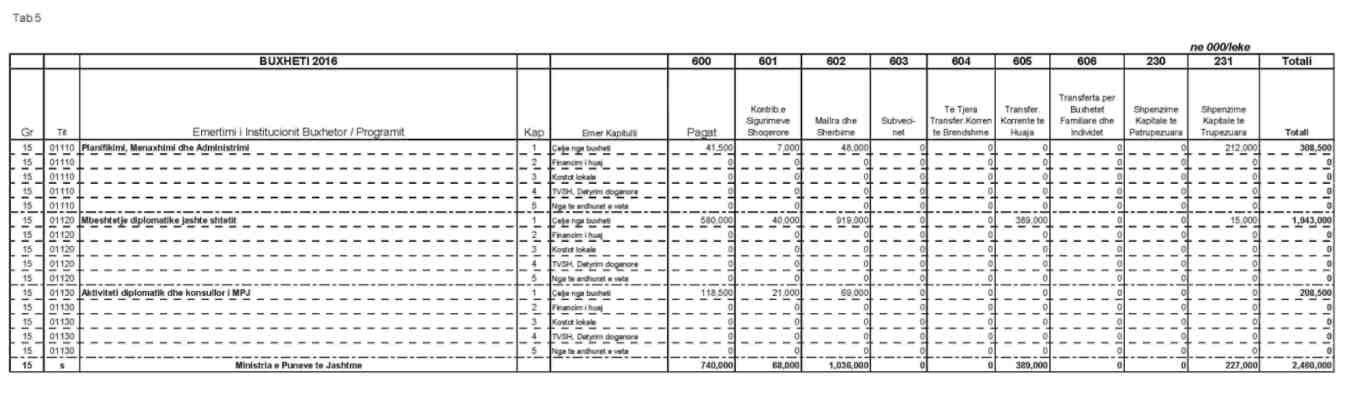 Tab 5
ne 000/leke
BUXHETI 2016 600 601 602 603 604 605 606 230 231 Totali
Gr Tit Emertimi i Institucionit Buxhetor / Programit Kap Emer Kapitulli Pagat Kontrib.e Sigurimeve Shoqerore Mallra dhe Sherbime Subvecionet Te Tjera Transfer.Korren te Brendshme Transfer. Korrente te Huaja Transferta per Buxhetet Familiare dhe Individet Shpenzime Kapitale te Patrupezuara Shpenzime Kapitale te Trupezuara Totali
15 01110 Planifikimi, Menaxhimi dhe Administrimi 1 Celje nga buxheti 41,500 7,000 48,000 0 0 0 0 0 212,000 308,500
15 01110 2 Financim i huaj 0 0 0 0 0 0 0 0 0 0
15 01110 3 Kostot lokale 0 0 0 0 0 0 0 0 0 0
15 01110 4 TVSH, Detyrim doganore 0 0 0 0 0 0 0 0 0 0
15 01110 5 Nga te ardhurat e veta 0 0 0 0 0 0 0 0 0 0
15 01120 Mbeshtetje diplomatike jashte shtetit 1 Celje nga buxheti 580,000 40,000 919,000 0 0 389,000 0 0 15,000 1,943,000
15 01120 2 Financim i huaj 0 0 0 0 0 0 0 0 0 0
15 01120 3 Kostot lokale 0 0 0 0 0 0 0 0 0 0
15 01120 4 TVSH, Detyrim doganore 0 0 0 0 0 0 0 0 0 0
15 01120 5 Nga te ardhurat e veta 0 0 0 0 0 0 0 0 0 0
15 01130 Aktiviteti diplomatik dhe konsullor i MPJ 1 Celje nga buxheti 118,500 21,000 69,000 0 0 0 0 0 0 208,500
15 01130 2 Financim i huaj 0 0 0 0 0 0 0 0 0 0
15 01130 3 Kostot lokale 0 0 0 0 0 0 0 0 0 0
15 01130 4 TVSH, Detyrim doganore 0 0 0 0 0 0 0 0 0 0
15 01130 5 Nga te ardhurat e veta 0 0 0 0 0 0 0 0 0 0
15 s Ministria e Puneve te Jashtme 740,000 68,000 1,036,000 0 0 389,000 0 0 227,000 2,460,000